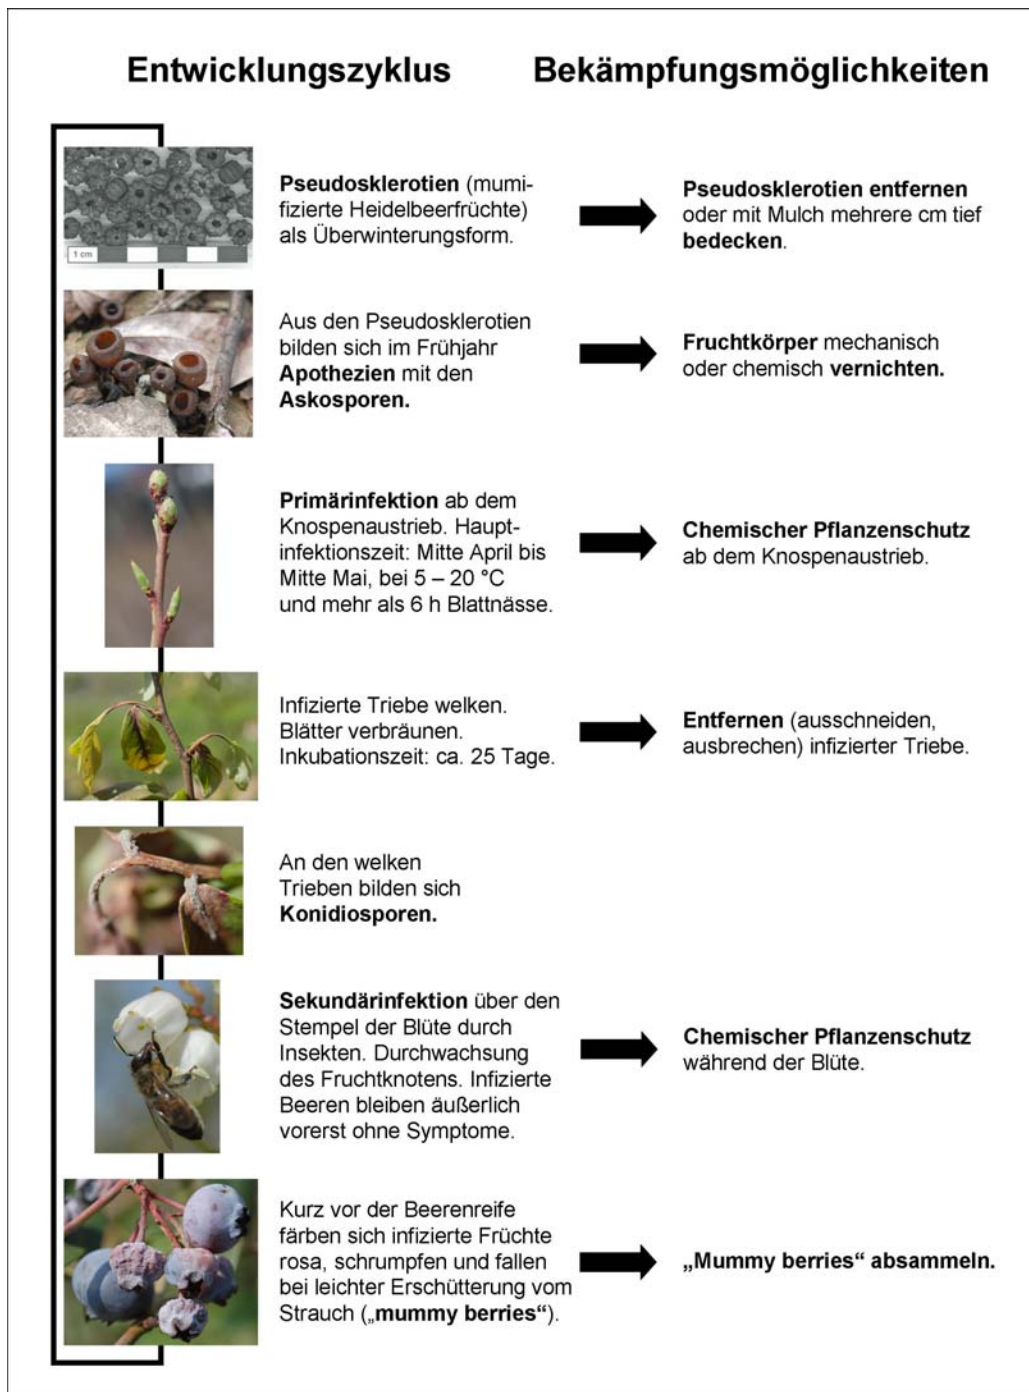 Entwicklungszyklus
Bekämpfungsmöglichkeiten
1 cm
Pseudosklerotien (mumi-
fizierte Heidelbeerfrüchte)
als Überwinterungsform.
Pseudosklerotien entfernen
oder mit Mulch mehrere cm tief
bedecken.
Aus den Pseudosklerotien
bilden sich im Frühjahr
Apothezien mit den
Askosporen.
Fruchtkörper mechanisch
oder chemisch vernichten.
Primärinfektion ab dem
Knospenaustrieb. Haupt-
infektionszeit: Mitte April bis
Mitte Mai, bei 5 – 20 °C
und mehr als 6 h Blattnässe.
Chemischer Pflanzenschutz
ab dem Knospenaustrieb.
Infizierte Triebe welken.
Blätter verbräunen.
Inkubationszeit: ca. 25 Tage.
Entfernen (ausschneiden,
ausbrechen) infizierter Triebe.
An den welken
Trieben bilden sich
Konidiosporen.
Sekundärinfektion über den
Stempel der Blüte durch
Insekten. Durchwachsung
des Fruchtknotens. Infizierte
Beeren bleiben äußerlich
vorerst ohne Symptome.
Chemischer Pflanzenschutz
während der Blüte.
Kurz vor der Beerenreife
färben sich infizierte Früchte
rosa, schrumpfen und fallen
bei leichter Erschütterung vom
Strauch („mummy berries“).
„Mummy berries“ absammeln.